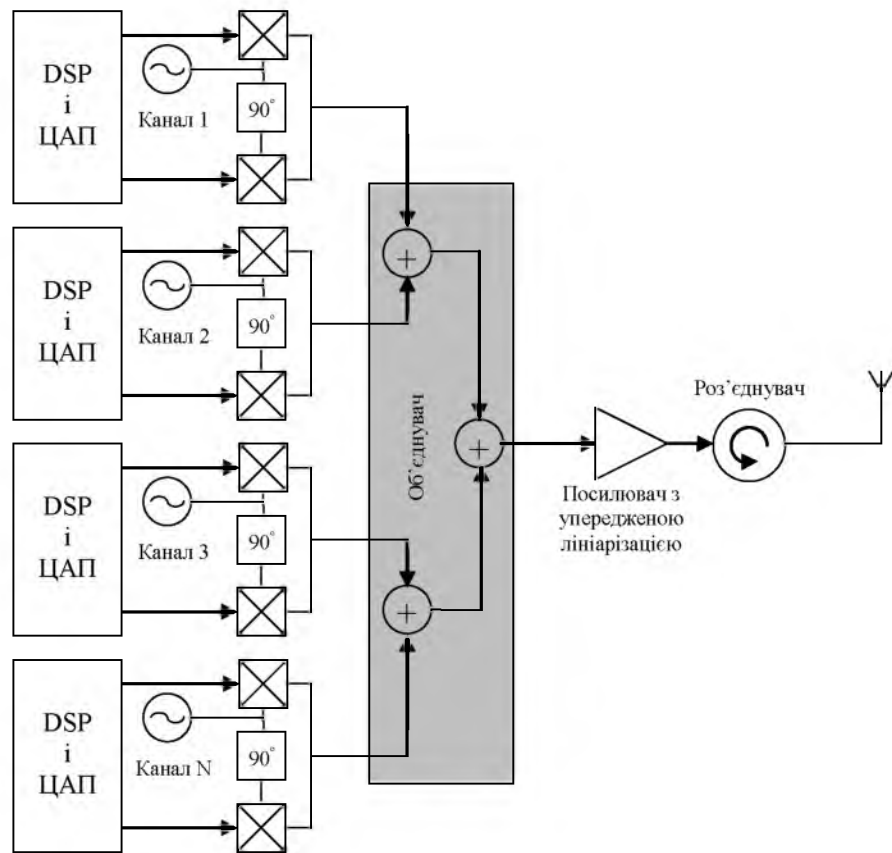 DSP
і
ЦАП
Канал 1
90°
DSP
і
ЦАП
Канал 2
90°
DSP
і
ЦАП
Канал 3
90°
DSP
і
ЦАП
Канал N
90°
+
+
+
Об'єднувач
Посилювач з
упередженою
лініарізацією
Роз'єднувач